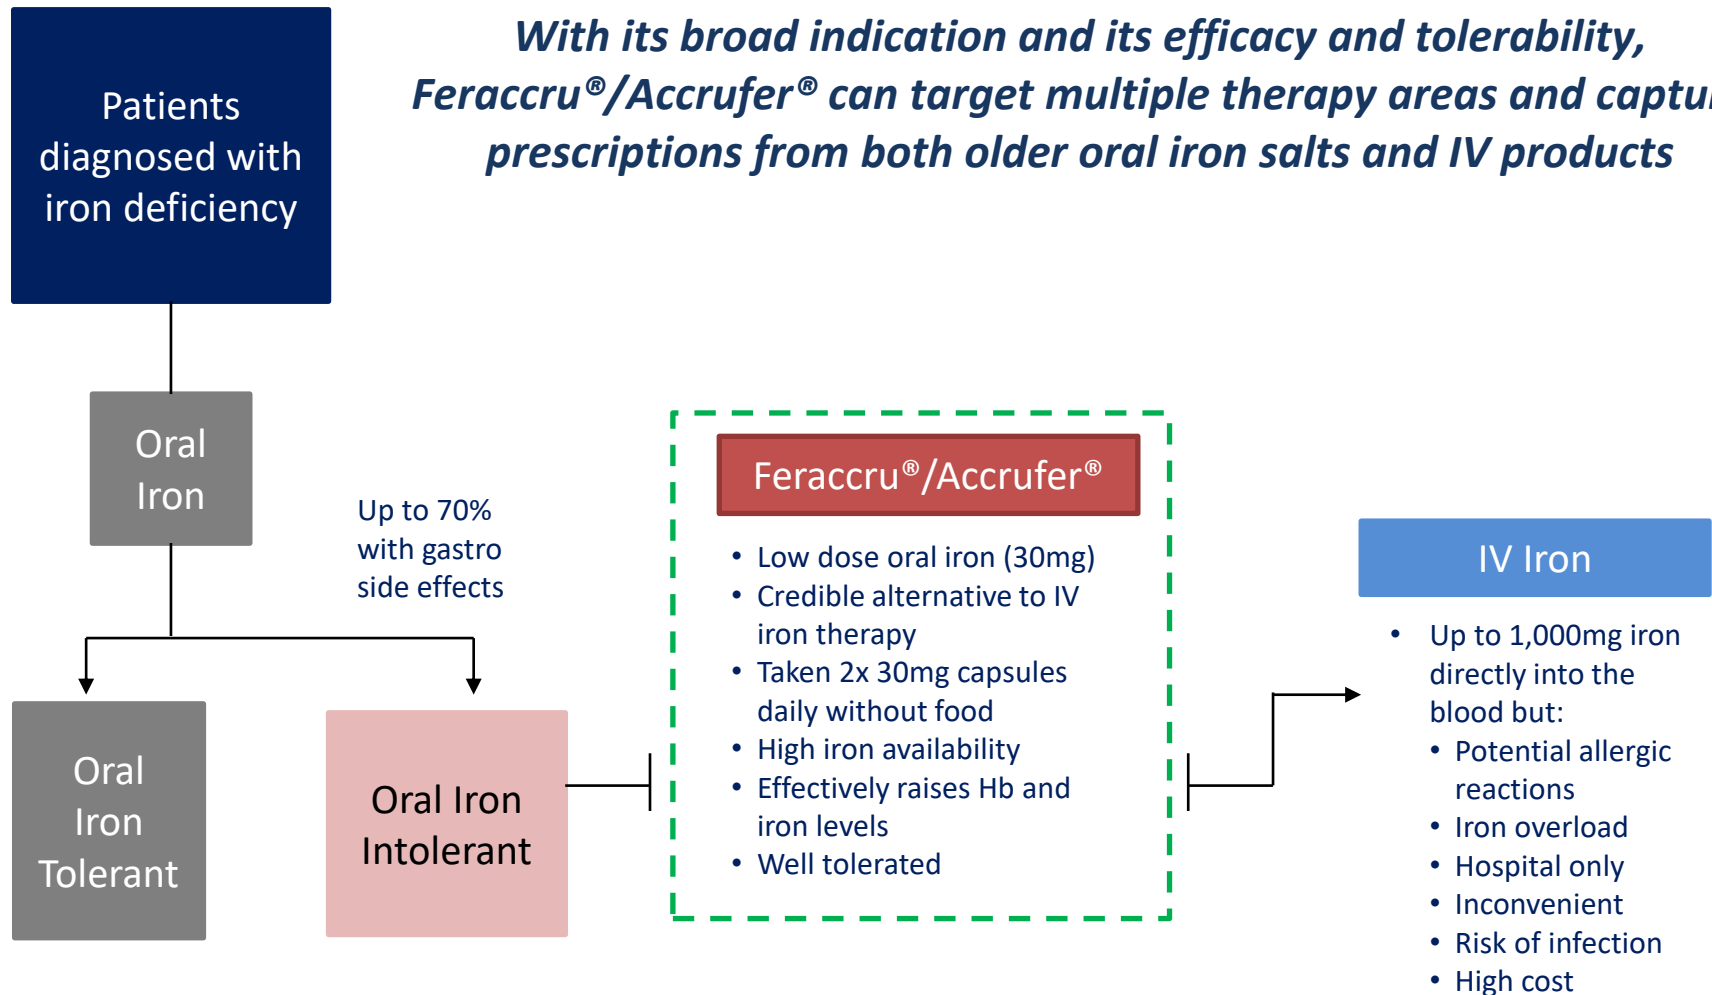 With its broad indication and its efficacy and tolerability,
Feraccru®/Accrufer® can target multiple therapy areas and captu
prescriptions from both older oral iron salts and IV products
Patients
diagnosed with
iron deficiency
Oral
Iron
Up to 70%
with gastro
side effects
Oral
Iron
Tolerant
Oral Iron
Intolerant
Feraccru®/Accrufer®
• Low dose oral iron (30mg)
• Credible alternative to IV
iron therapy
• Taken 2x 30mg capsules
daily without food
• High iron availability
• Effectively raises Hb and
iron levels
• Well tolerated
IV Iron
• Up to 1,000mg iron
directly into the
blood but:
• Potential allergic
reactions
• Iron overload
• Hospital only
• Inconvenient
• Risk of infection
• High cost